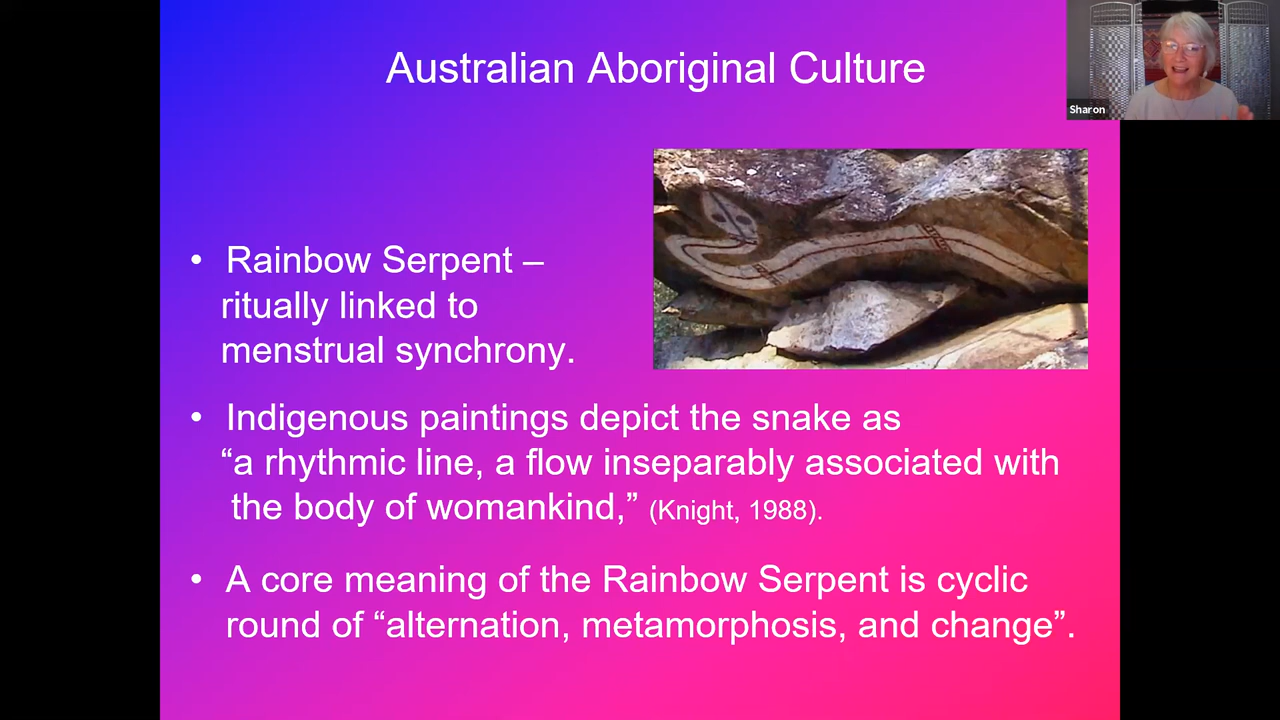 Australian Aboriginal Culture
Sharon
• Rainbow Serpent –
ritually linked to
menstrual synchrony.
• Indigenous paintings depict the snake as
“a rhythmic line, a flow inseparably associated with
the body of womankind,” (Knight, 1988).
• A core meaning of the Rainbow Serpent is cyclic
round of “alternation, metamorphosis, and change”.